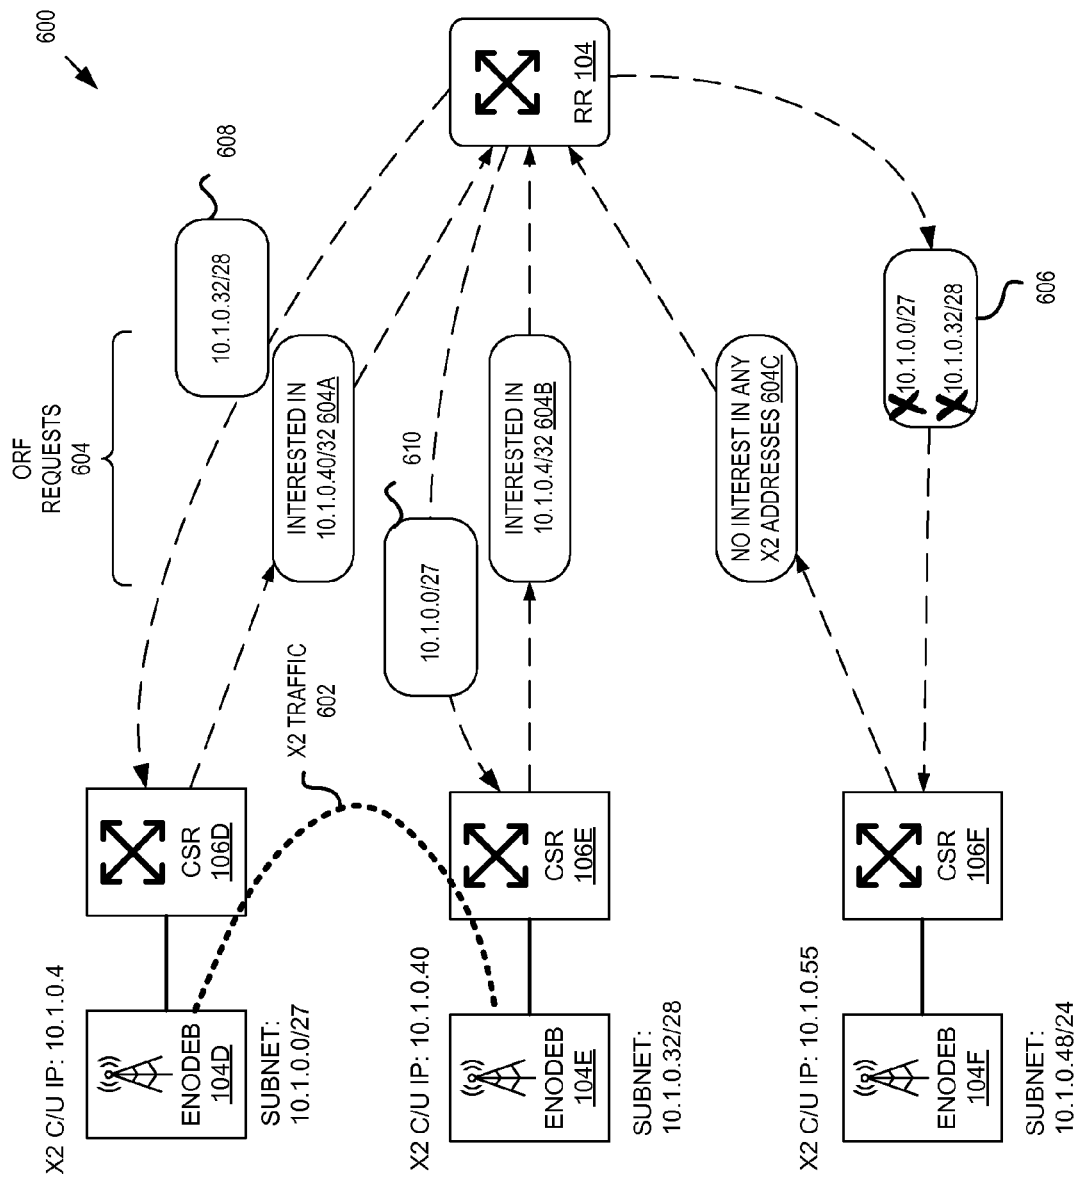 600
X2 C/U IP: 10.1.0.4
ENODEB
104D
SUBNET:
10.1.0.0/27
CSR
106D
X2 TRAFFIC
602
ORF
REQUESTS
604
10.1.0.32/28
608
INTERESTED IN
10.1.0.40/32 604A
RR 104
X2 C/U IP: 10.1.0.40
ENODEB
104E
SUBNET:
10.1.0.32/28
CSR
106E
10.1.0.0/27
610
INTERESTED IN
10.1.0.4/32 604B
X2 C/U IP: 10.1.0.55
ENODEB
104F
SUBNET:
10.1.0.48/24
CSR
106F
NO INTEREST IN ANY
X2 ADDRESSES 604C
10.1.0.0/27
10.1.0.32/28
606